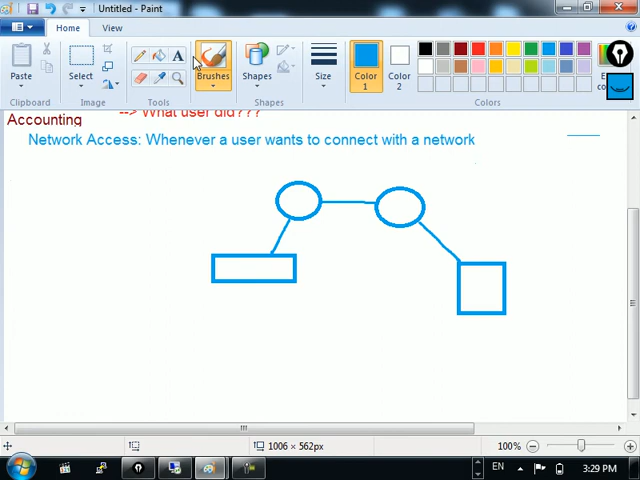 Untitled - Paint
Home
View
Paste
Select
A
Brushes
Shapes
Size
Color 1
Color 2
Clipboard
Image
Tools
Shapes
Colors
--> What user did???
Accounting
Network Access: Whenever a user wants to connect with a network
1006 × 562px
100%
EN
3:29 PM